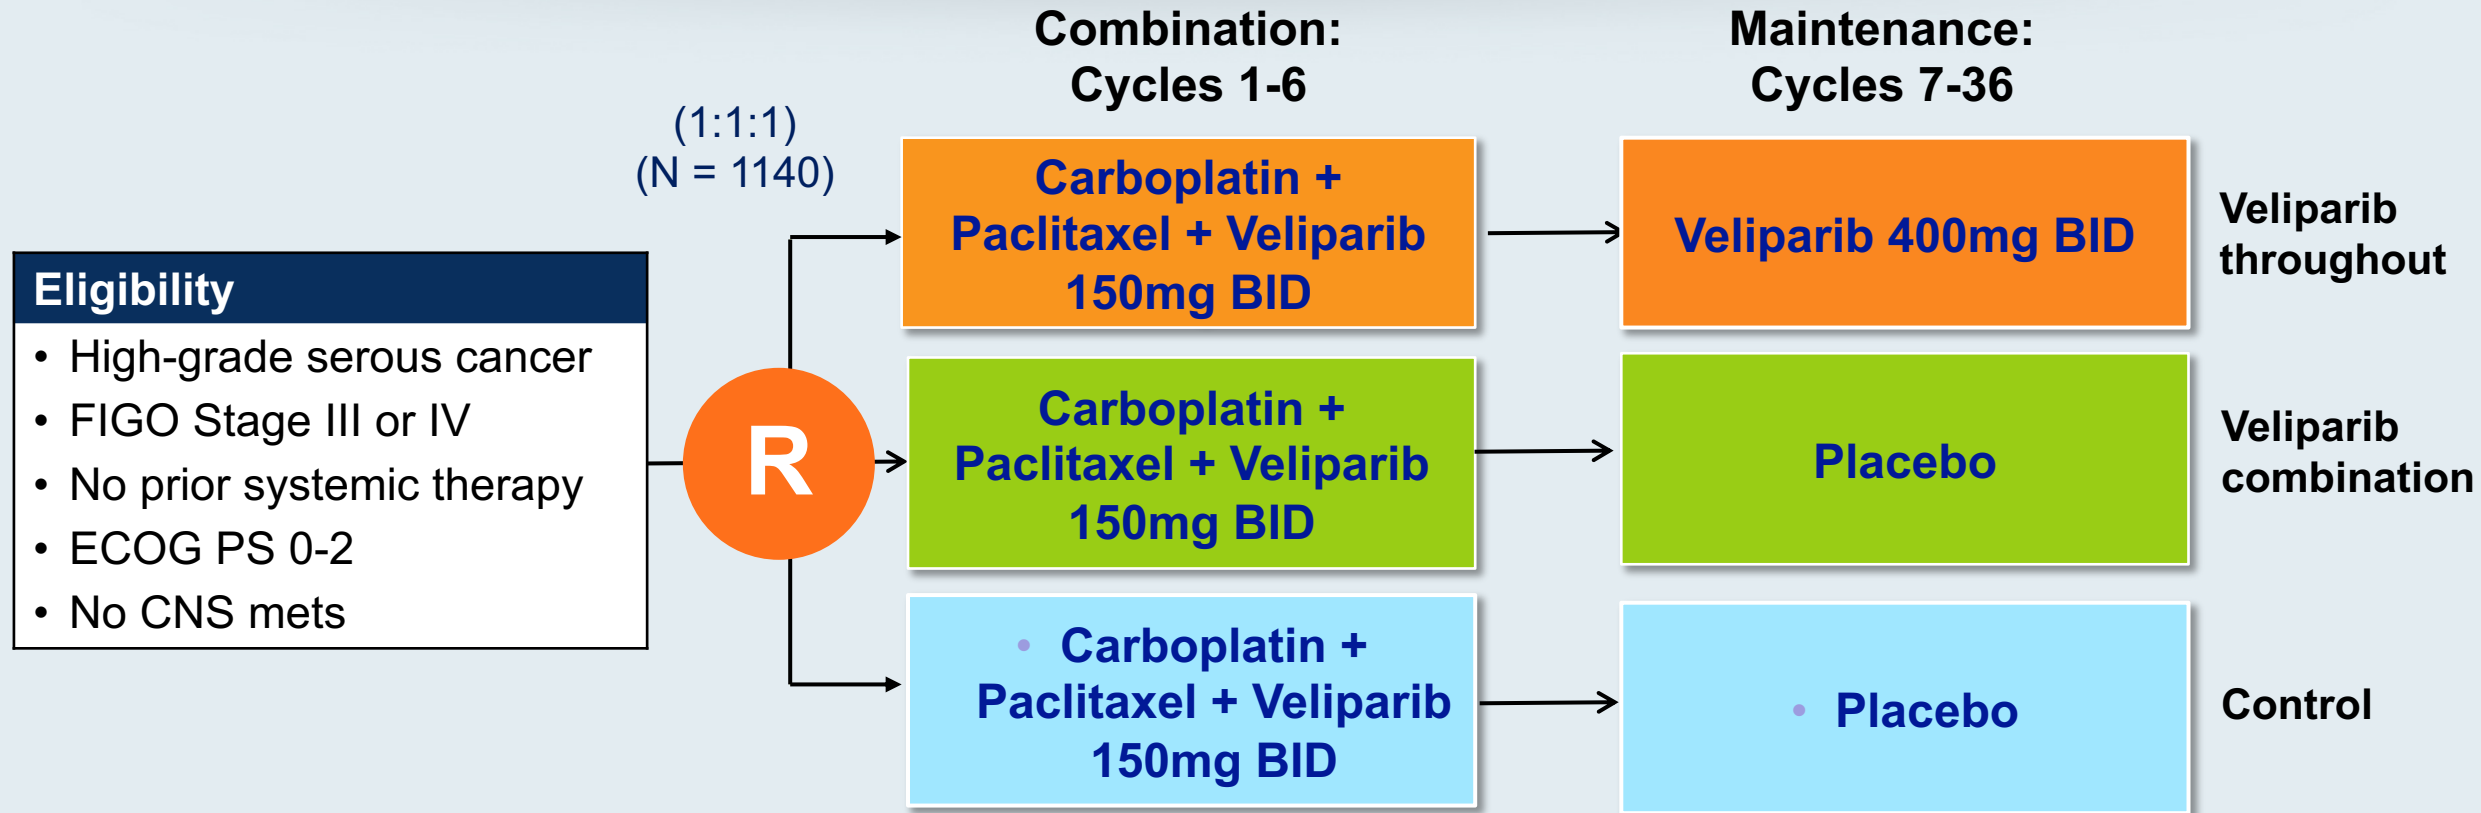 Combination:
Cycles 1-6
Maintenance:
Cycles 7-36
(1:1:1)
(N = 1140)
Eligibility
• High-grade serous cancer
• FIGO Stage III or IV
• No prior systemic therapy
• ECOG PS 0-2
• No CNS mets
R
Carboplatin +
Paclitaxel + Veliparib
150mg BID
Veliparib 400mg BID
Veliparib
throughout
Carboplatin +
Paclitaxel + Veliparib
150mg BID
Placebo
Veliparib
combination
• Carboplatin +
Paclitaxel + Veliparib
150mg BID
• Placebo
Control